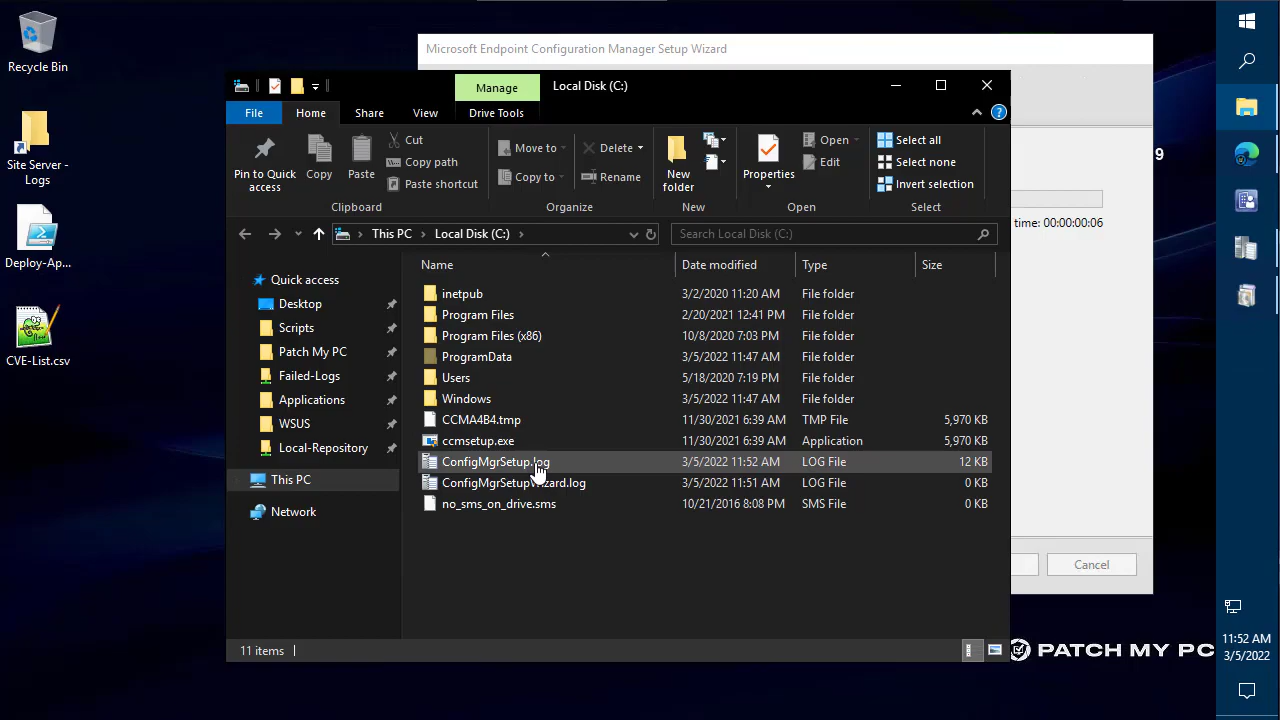 Recycle Bin
Site Server -
Logs
Deploy-Ap...
CVE-List.csv
Microsoft Endpoint Configuration Manager Setup Wizard
9
time: 00:00:00:06
Cancel
Manage
Local Disk (C:)
File
Home
Share
View
Drive Tools
Pin to Quick
access
Copy
Paste
Cut
Copy path
Paste shortcut
Clipboard
Move to
Copy to
Delete
Rename
Organize
New
folder
New
Properties
Open
Edit
Open
Select all
Select none
Invert selection
Select
This PC
Local Disk (C:)
Search Local Disk (C:)
Quick access
Desktop
Scripts
Patch My PC
Failed-Logs
Applications
WSUS
Local-Repository
This PC
Network
Name Date modified Type Size
inetpub 3/2/2020 11:20 AM File folder
Program Files 2/20/2021 12:41 PM File folder
Program Files (x86) 10/8/2020 7:03 PM File folder
ProgramData 3/5/2022 11:47 AM File folder
Users 5/18/2020 7:19 PM File folder
Windows 3/5/2022 11:47 AM File folder
CCMA4B4.tmp 11/30/2021 6:39 AM TMP File 5,970 KB
ccmsetup.exe 11/30/2021 6:39 AM Application 5,970 KB
ConfigMgrSetup.log 3/5/2022 11:52 AM LOG File 12 KB
ConfigMgrSetupWizard.log 3/5/2022 11:51 AM LOG File 0 KB
no_sms_on_drive.sms 10/21/2016 8:08 PM SMS File 0 KB
11 items
PATCH MY PC
11:52 AM
3/5/2022